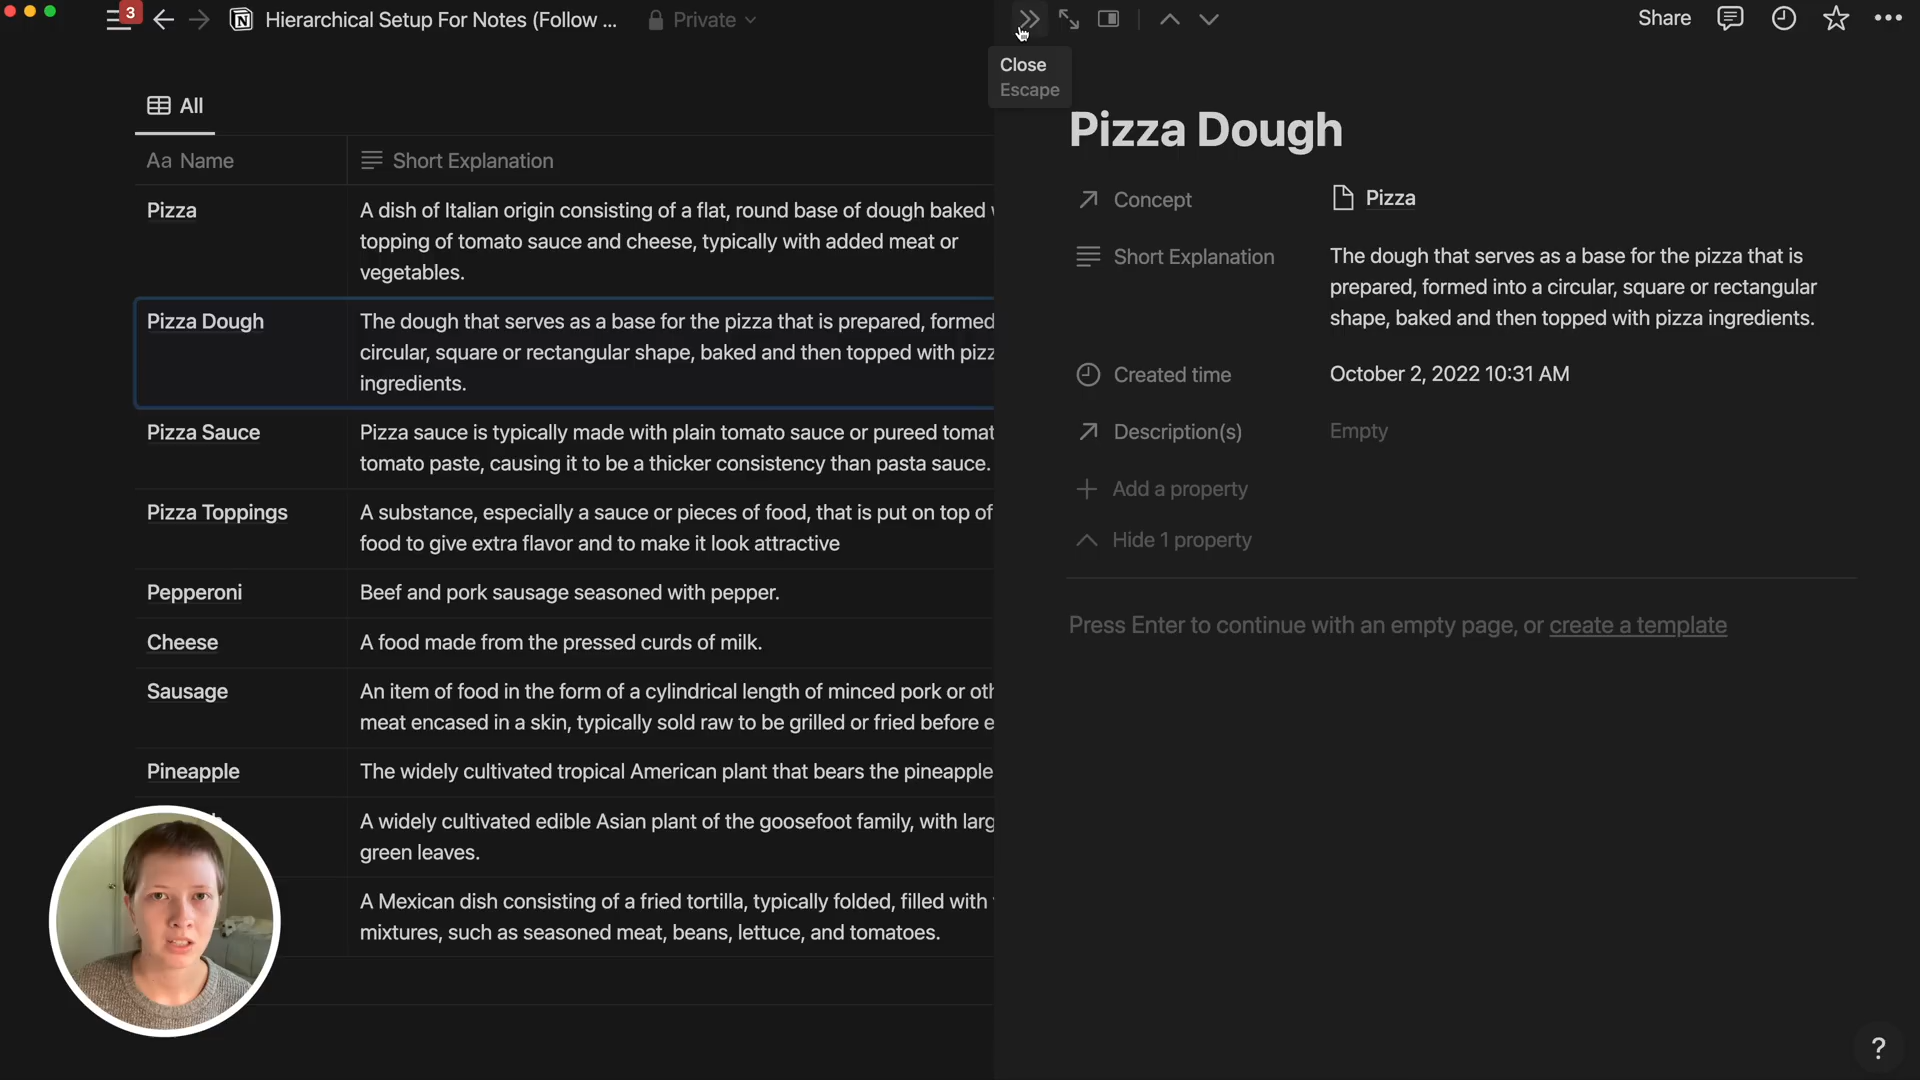 3
Hierarchical Setup For Notes (Follow ...
Private
Share
Close
Escape
All
Aa Name
Short Explanation
Pizza
A dish of Italian origin consisting of a flat, round base of dough baked
topping of tomato sauce and cheese, typically with added meat or
vegetables.
Pizza Dough
The dough that serves as a base for the pizza that is prepared, formed
circular, square or rectangular shape, baked and then topped with
ingredients.
Pizza Sauce
Pizza sauce is typically made with plain tomato sauce or pureed
tomato paste, causing it to be a thicker consistency than pasta sauce.
Pizza Toppings
A substance, especially a sauce or pieces of food, that is put on top of
food to give extra flavor and to make it look attractive
Pepperoni
Beef and pork sausage seasoned with pepper.
Cheese
A food made from the pressed curds of milk.
Sausage
An item of food in the form of a cylindrical length of minced pork or
meat encased in a skin, typically sold raw to be grilled or fried before
Pineapple
The widely cultivated tropical American plant that bears the pineapple
A widely cultivated edible Asian plant of the goosefoot family, with
green leaves.
A Mexican dish consisting of a fried tortilla, typically folded, filled with
mixtures, such as seasoned meat, beans, lettuce, and tomatoes.
Pizza Dough
Concept
Pizza
Short Explanation
The dough that serves as a base for the pizza that is
prepared, formed into a circular, square or rectangular
shape, baked and then topped with pizza ingredients.
Created time
October 2, 2022 10:31 AM
Description(s)
Empty
Add a property
Hide 1 property
Press Enter to continue with an empty page, or create a template
?